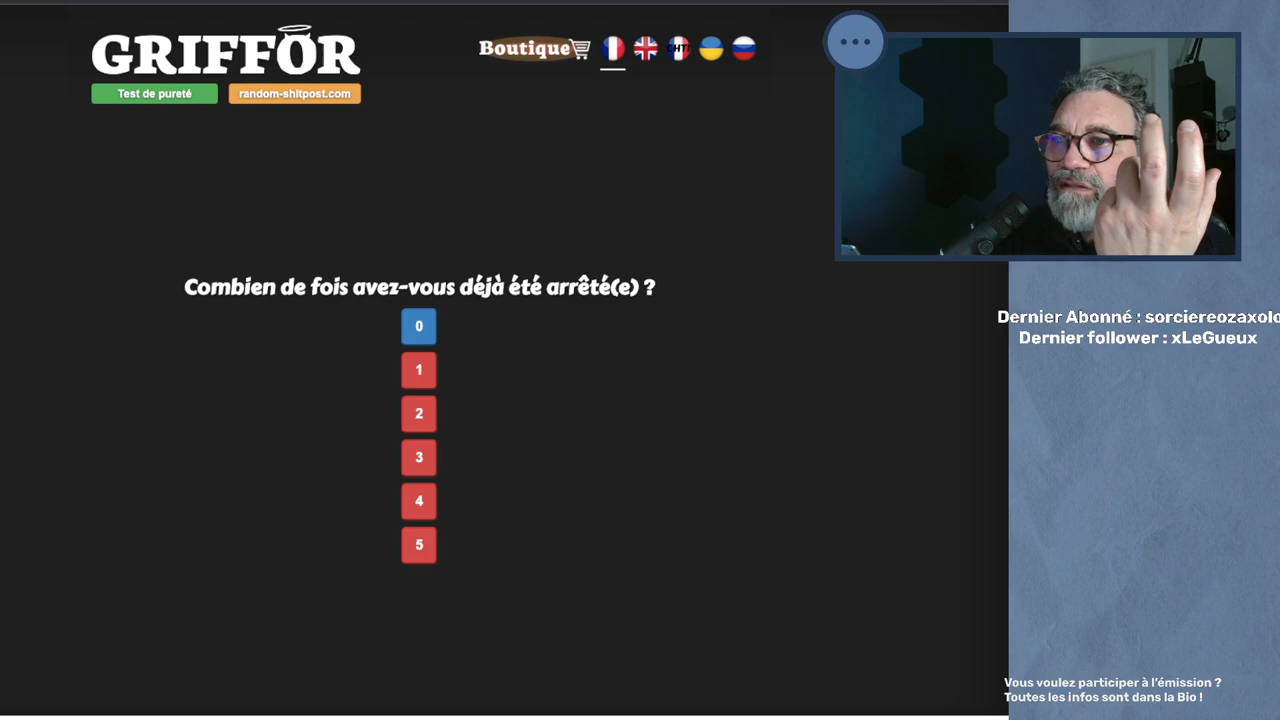 GRIFFOR
Test de pureté
random-shitpost.com
Boutique
CHTI
Combien de fois avez-vous déjà été arrêté(e) ?
0
1
2
3
4
5
Dernier Abonné : sorciereozaxolo
Dernier follower : xLeGueux
Vous voulez participer à l'émission ?
Toutes les infos sont dans la Bio !